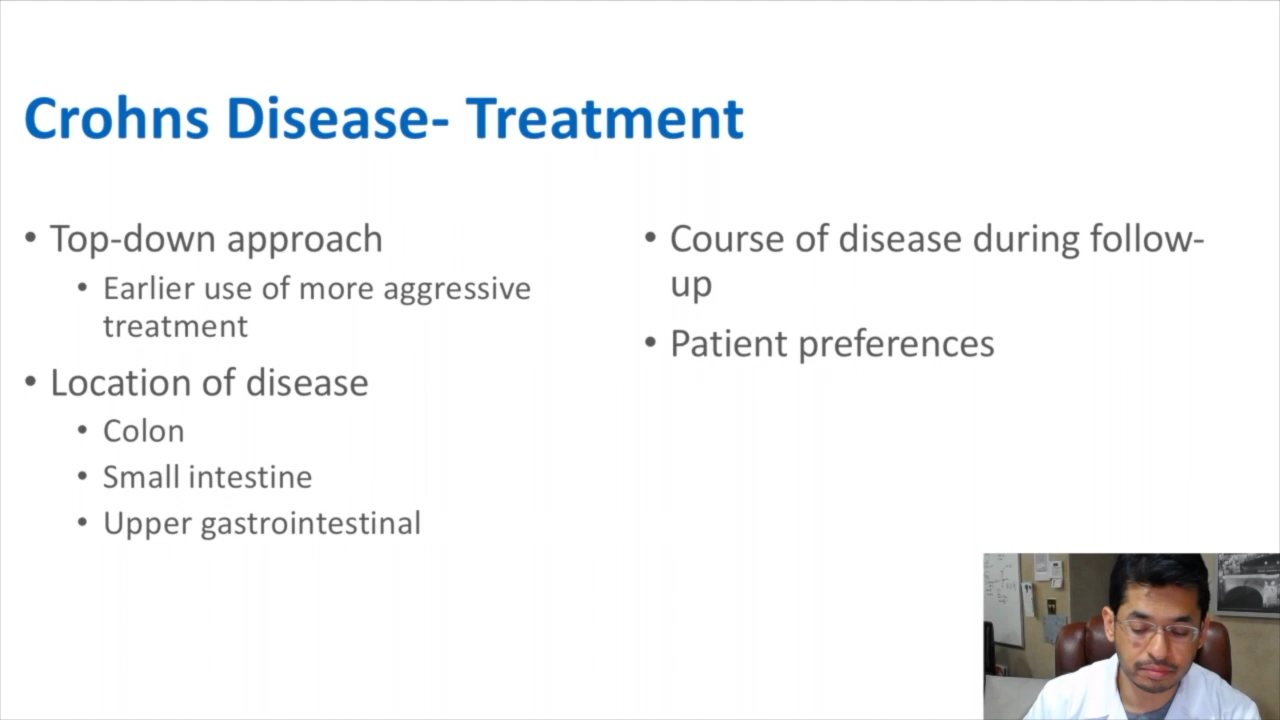 Crohns Disease- Treatment
• Top-down approach
• Earlier use of more aggressive
treatment
• Location of disease
• Colon
• Small intestine
• Upper gastrointestinal
• Course of disease during follow-
up
• Patient preferences